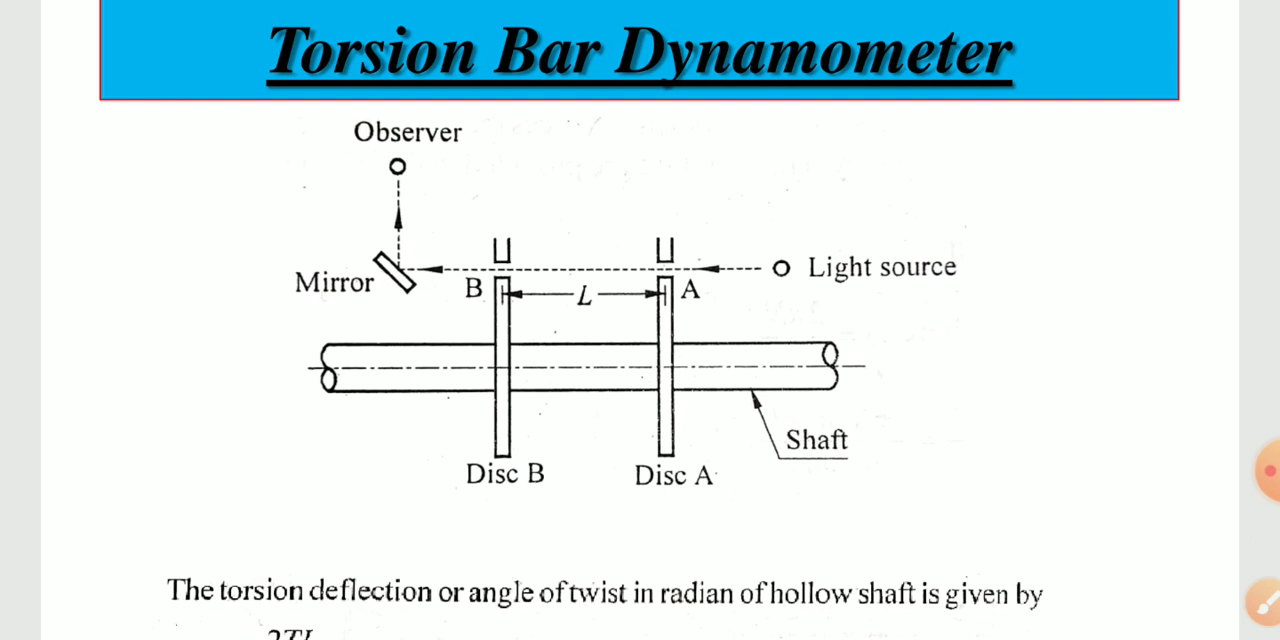 Torsion Bar Dynamometer
Observer
Mirror
Light source
B
L
A
Shaft
Disc B
Disc A
The torsion deflection or angle of twist in radian of hollow shaft is given by